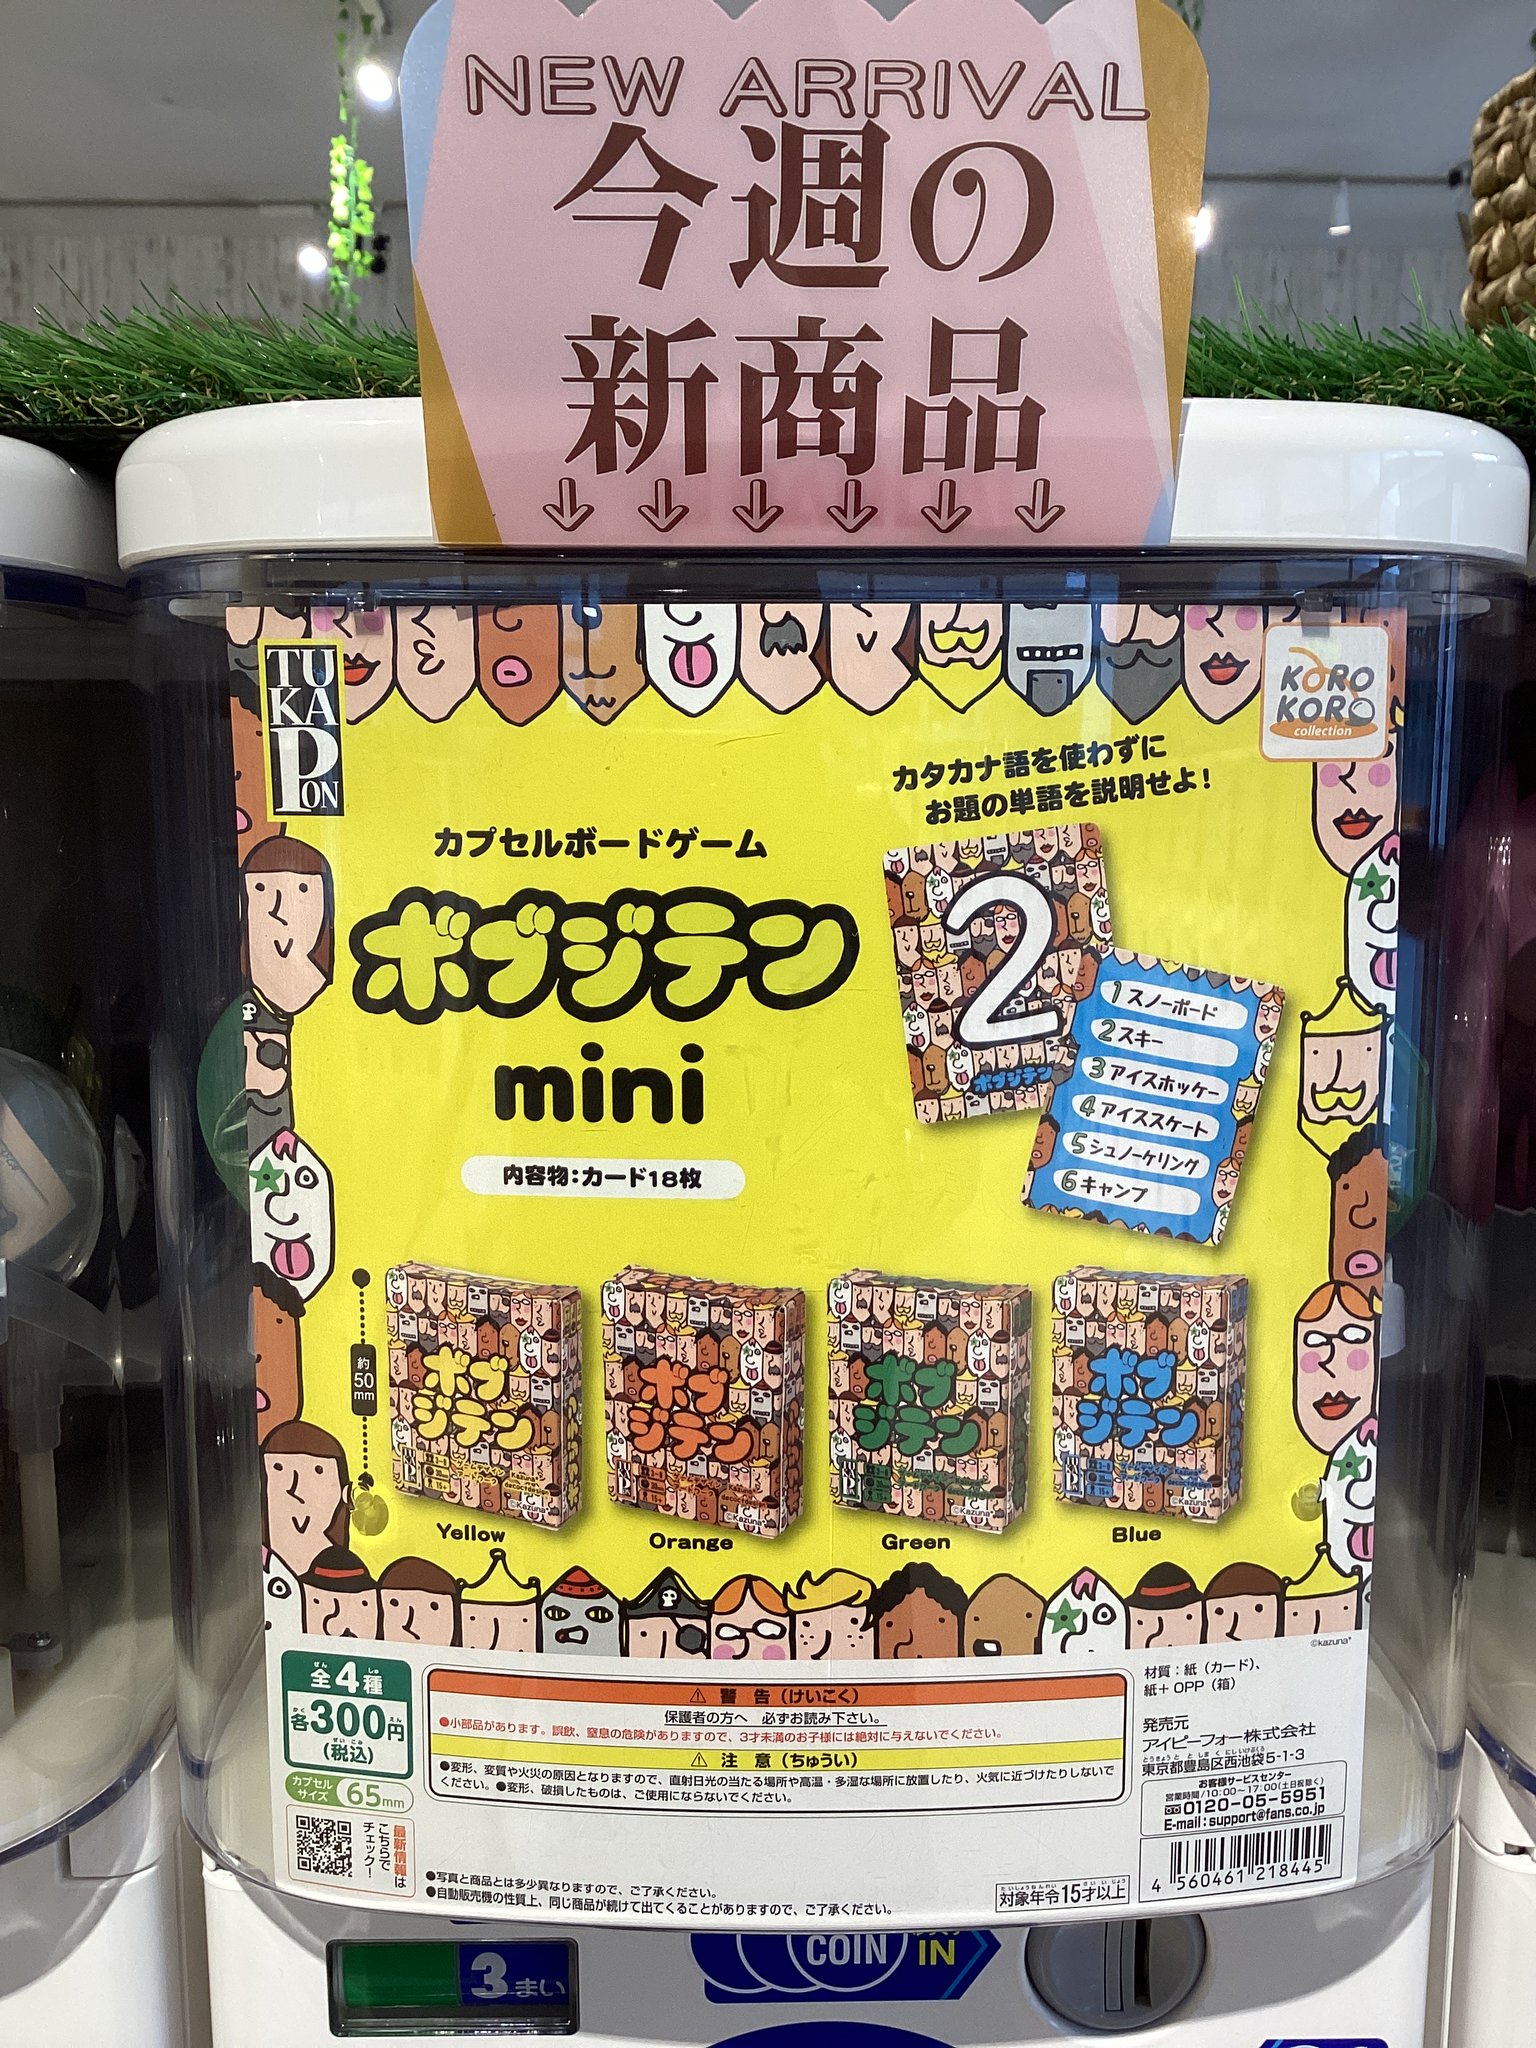 NEW ARRIVAL
今週の
新商品
↓ ↓ ↓ ↓ ↓ ↓
TUKAPON
KORO
KORO
collection
カタカナ語を使わずに
お題の単語を説明せよ!
カプセルボードゲーム
ボブジテン
mini
内容物:カード18枚
2
ボブジテン
1 スノーボード
2 スキー
3 アイスホッケー
4 アイススケート
5 シュノーケリング
6 キャンプ
約
50
mm
ボブ
ジテン
ボブ
ジテン
ボブ
ジテン
ボブ
ジテン
©Kazuna*
©Kazuna*
©Kazuna*
©Kazuna*
Yellow
Orange
Green
Blue
©kazuna*
全4種
各300円
(税込)
カプセル
サイズ
65mm
最新情報は
こちらで
チェック!
⚠ 警告(けいこく)
保護者の方へ 必ずお読み下さい。
●小部品があります。誤飲、窒息の危険がありますので、3才未満のお子様には絶対に与えないでください。
⚠ 注意(ちゅうい)
●変形、変質や火災の原因となりますので、直射日光の当たる場所や高温・多湿な場所に放置したり、火気に近づけたりしないで
ください。●変形、破損したものは、ご使用にならないでください。
●写真と商品とは多少異なりますので、ご了承ください。
●自動販売機の性質上、同じ商品が続けて出てくることがありますので、ご了承ください。
対象年令15才以上
材質:紙(カード)、
紙+OPP(箱)
発売元
アイピーフォー株式会社
東京都豊島区西池袋5-1-3
お客様サービスセンター
営業時間/10:00〜17:00(土日祝除く)
0120-05-5951
E-mail:support@fans.co.jp
4 560461 218445
3まい
COIN
IN